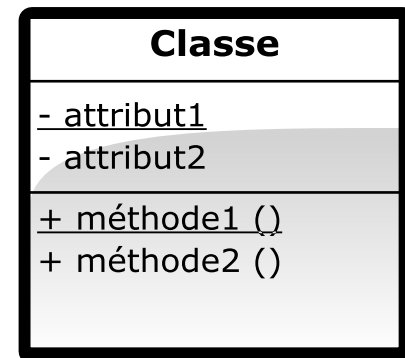 Classe
- attribut1
- attribut2
+ méthode1 ()
+ méthode2 ()